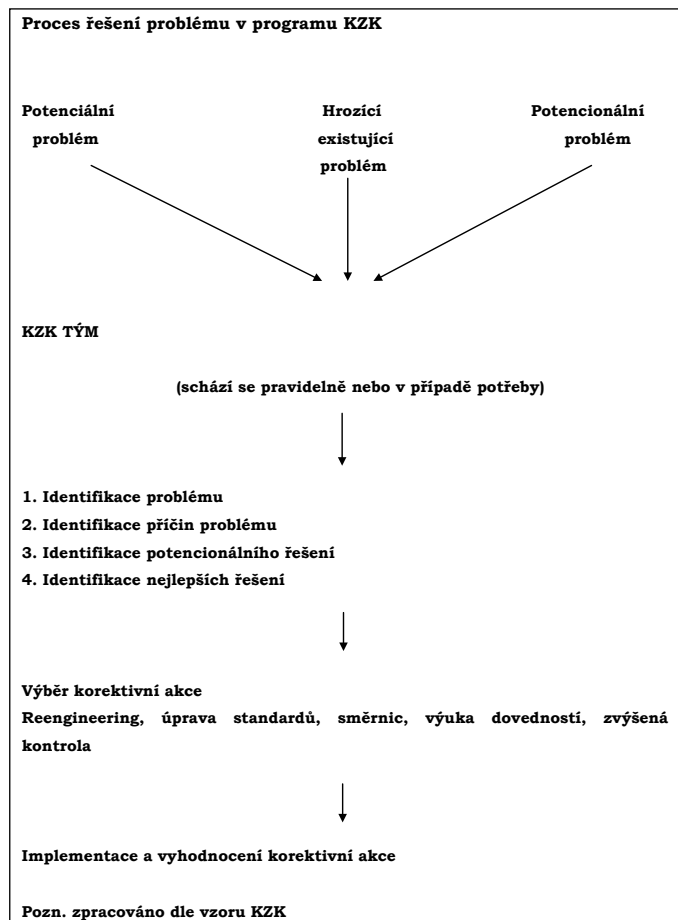 Proces řešení problému v programu KZK
Potenciální
problém
Hrozící
existující
problém
Potencionální
problém
KZK TÝM
(schází se pravidelně nebo v případě potřeby)
1. Identifikace problému
2. Identifikace příčin problému
3. Identifikace potencionálního řešení
4. Identifikace nejlepších řešení
Výběr korektivní akce
Reengineering, úprava standardů, směrnic, výuka dovedností, zvýšená
kontrola
Implementace a vyhodnocení korektivní akce
Pozn. zpracováno dle vzoru KZK